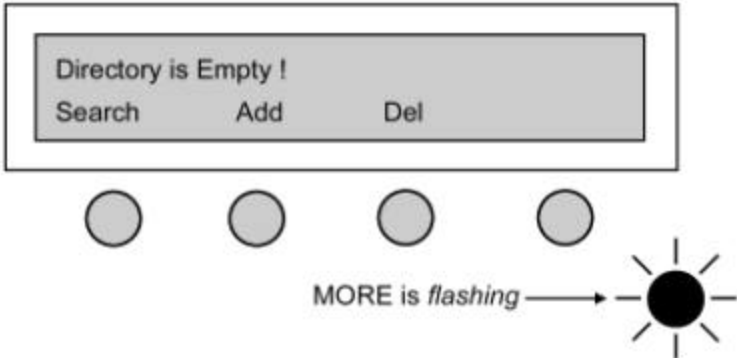 Directory is Empty !
Search Add Del
MORE is flashing